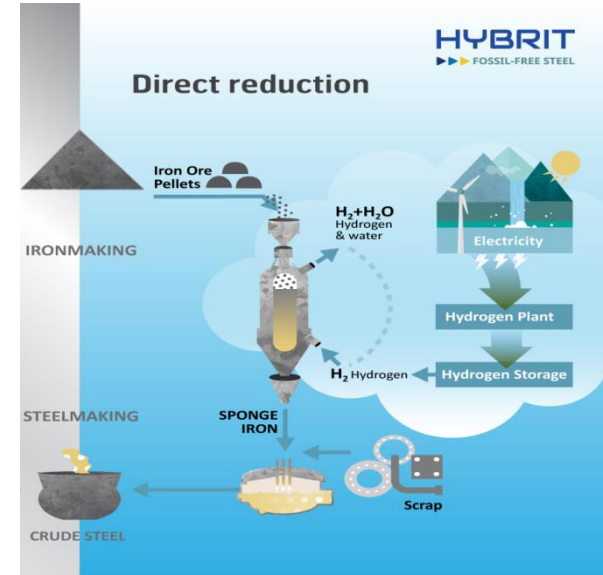 HYBRIT
FOSSIL-FREE STEEL
Direct reduction
Iron Ore
Pellets
H₂+H₂O
Hydrogen
& water
Electricity
IRONMAKING
Hydrogen Plant
H₂ Hydrogen
Hydrogen Storage
STEELMAKING
SPONGE
IRON
Scrap
CRUDE STEEL